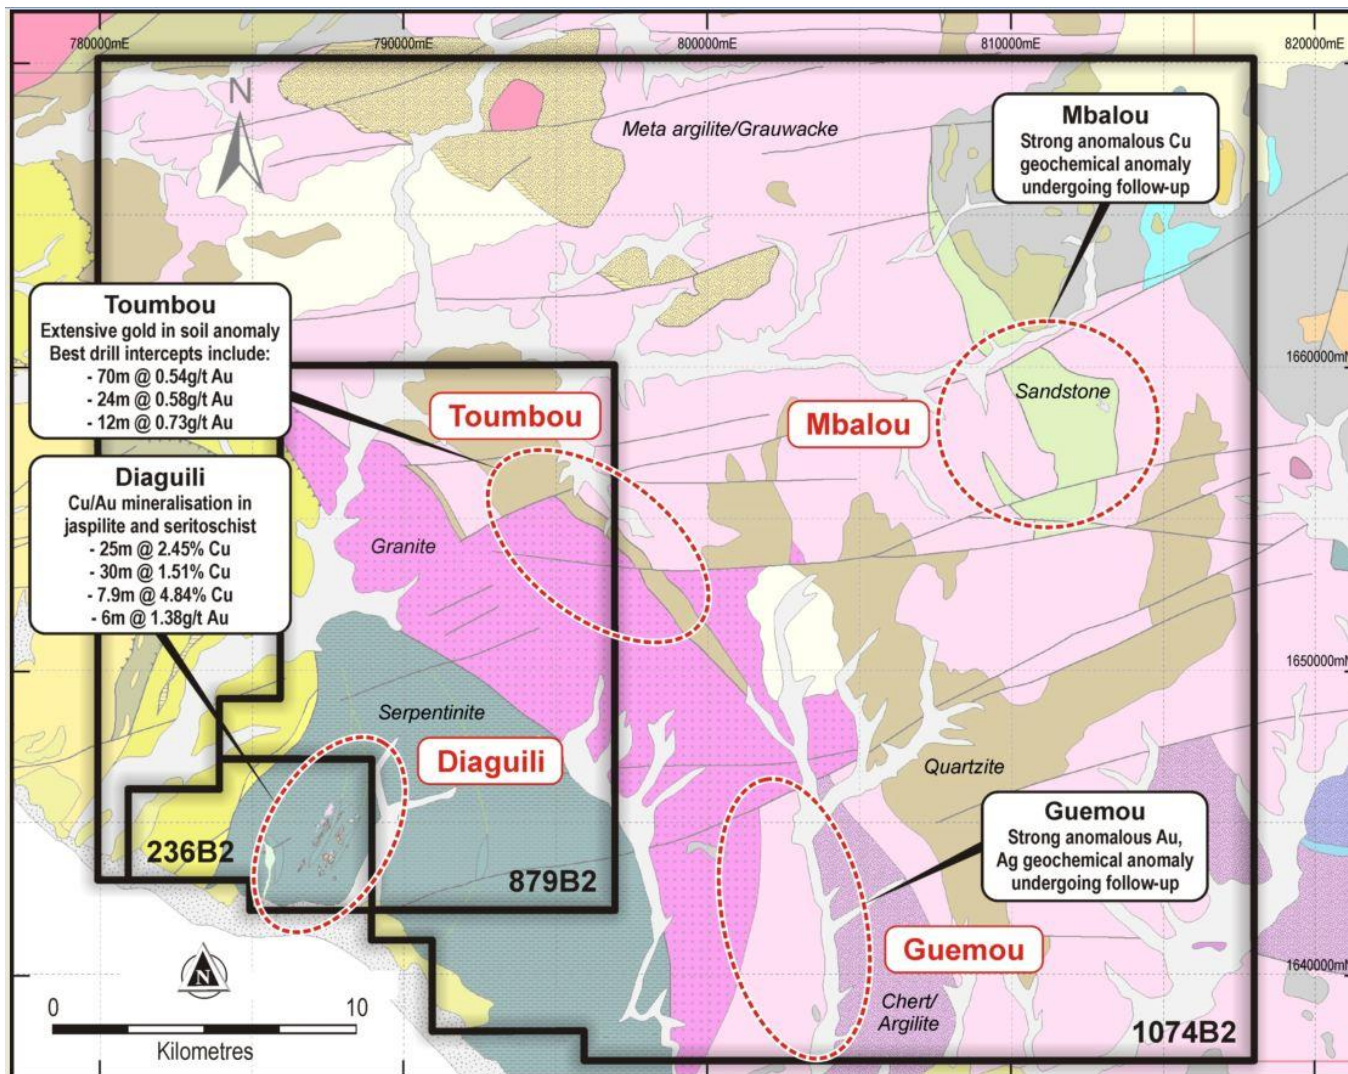 780000mE
790000mE
800000mE
810000mE
820000mE
N
Meta argilite/Grauwacke
Mbalou
Strong anomalous Cu
geochemical anomaly
undergoing follow-up
Toumbou
Extensive gold in soil anomaly
Best drill intercepts include:
- 70m @ 0.54g/t Au
- 24m @ 0.58g/t Au
- 12m @ 0.73g/t Au
1660000mN
Sandstone
Toumbou
Mbalou
Diaguili
Cu/Au mineralisation in
jaspilite and seritoschist
- 25m @ 2.45% Cu
- 30m @ 1.51% Cu
- 7.9m @ 4.84% Cu
- 6m @ 1.38g/t Au
Granite
1650000mN
Serpentinite
Diaguili
Quartzite
Guemou
Strong anomalous Au,
Ag geochemical anomaly
undergoing follow-up
236B2
879B2
Guemou
1640000mN
N
0 10
Kilometres
Chert/
Argilite
1074B2